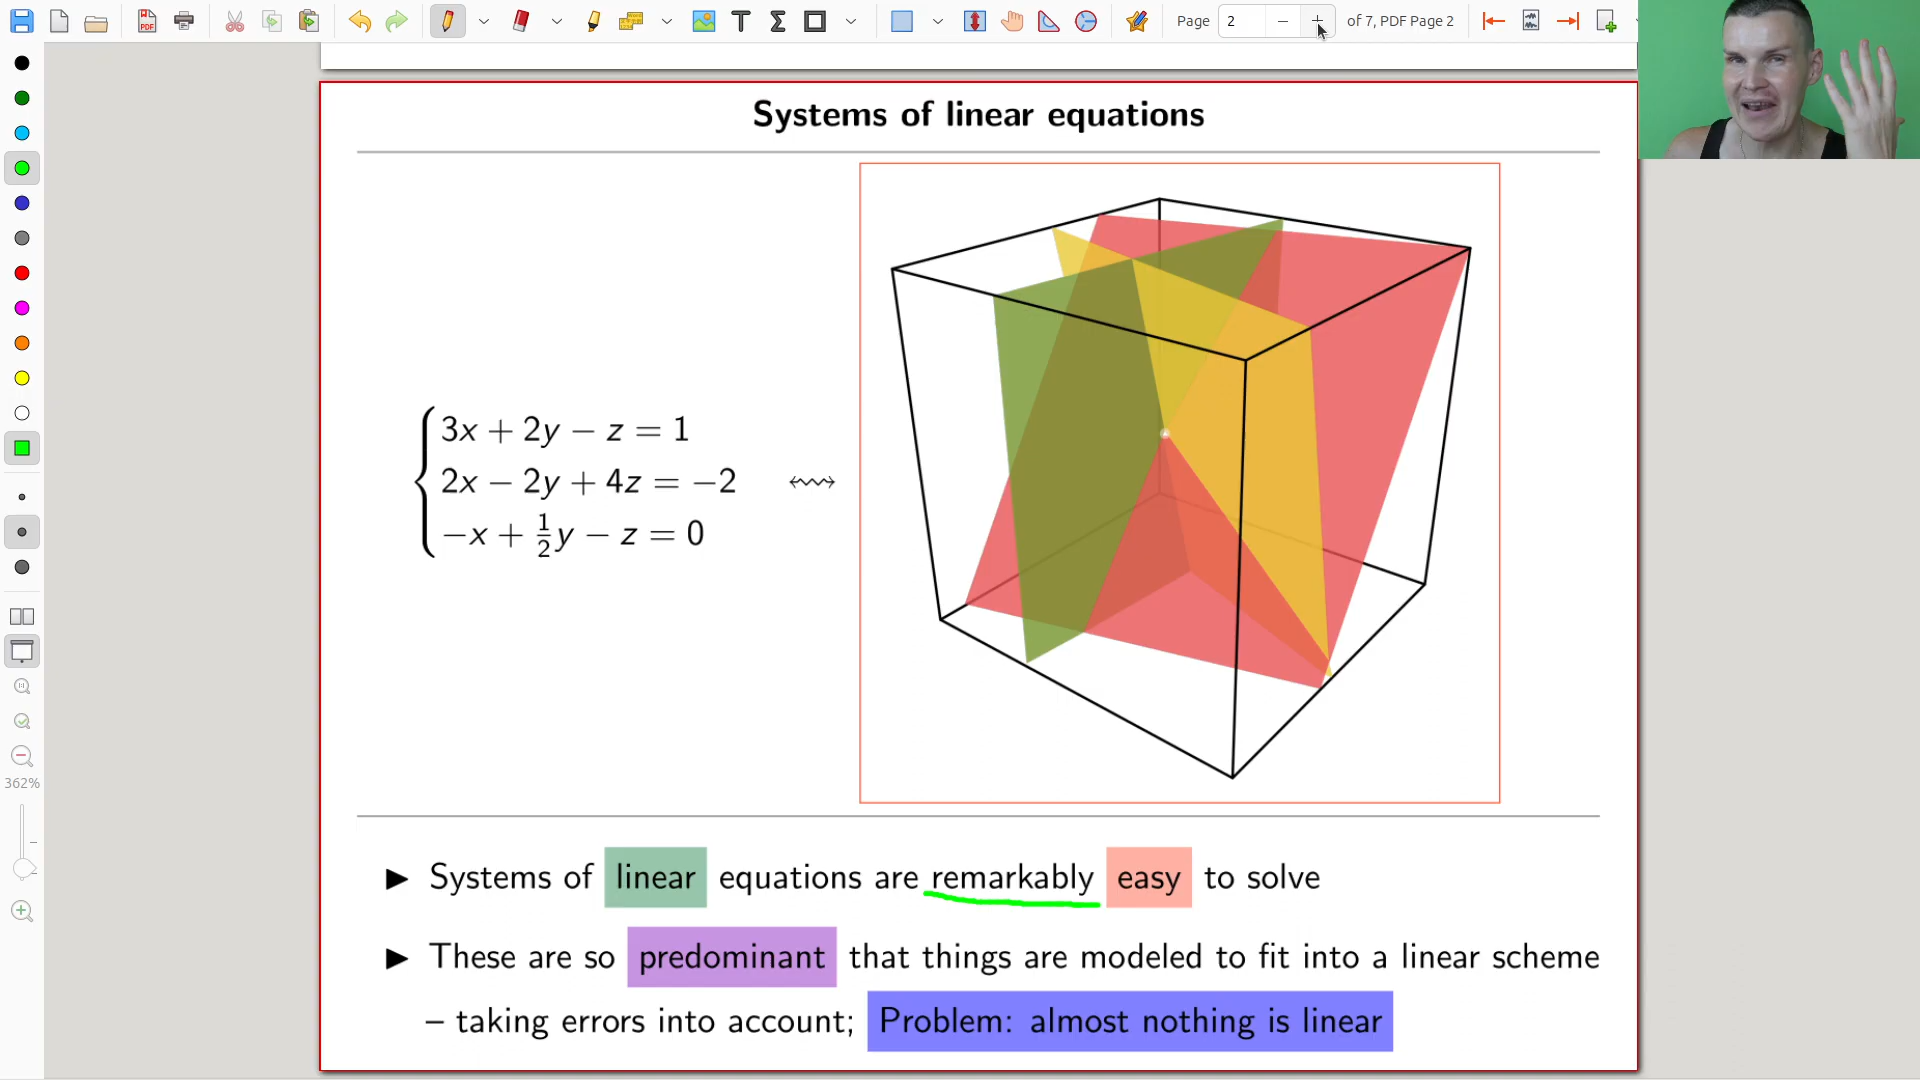 Page 2 of 7, PDF Page 2
362%
Systems of linear equations
3x + 2y − z = 1
2x − 2y + 4z = −2
−x + 1/2y − z = 0
▶ Systems of linear equations are remarkably easy to solve
▶ These are so predominant that things are modeled to fit into a linear scheme
– taking errors into account; Problem: almost nothing is linear